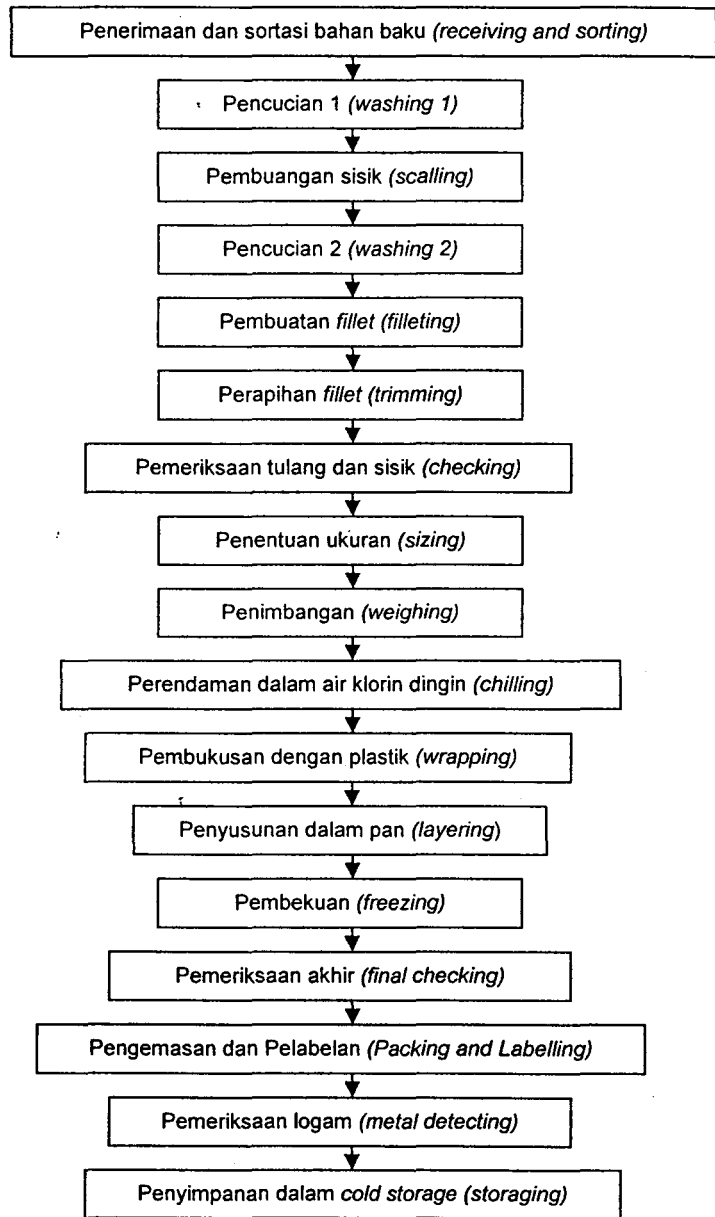 Penerimaan dan sortasi bahan baku (receiving and sorting)
Pencucian 1 (washing 1)
Pembuangan sisik (scalling)
Pencucian 2 (washing 2)
Pembuatan fillet (filleting)
Perapihan fillet (trimming)
Pemeriksaan tulang dan sisik (checking)
Penentuan ukuran (sizing)
Penimbangan (weighing)
Perendaman dalam air klorin dingin (chilling)
Pembukusan dengan plastik (wrapping)
Penyusunan dalam pan (layering)
Pembekuan (freezing)
Pemeriksaan akhir (final checking)
Pengemasan dan Pelabelan (Packing and Labelling)
Pemeriksaan logam (metal detecting)
Penyimpanan dalam cold storage (storaging)